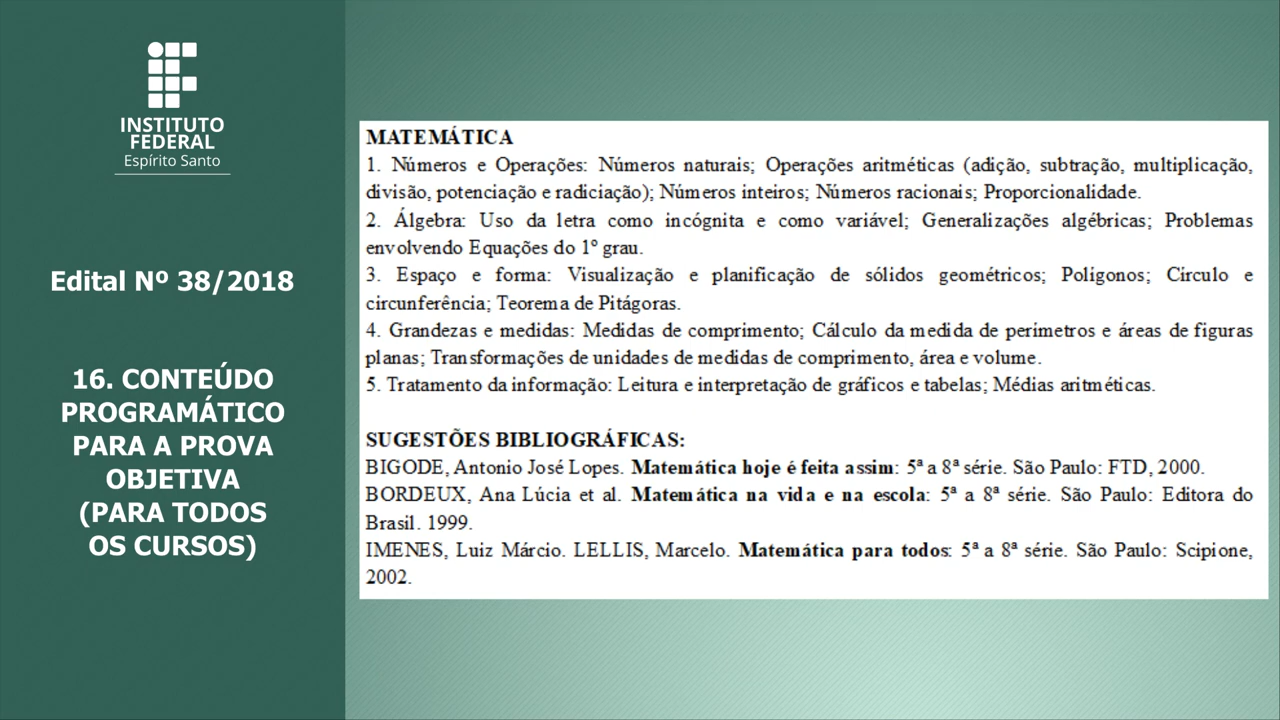 INSTITUTO
FEDERAL
Espírito Santo
Edital Nº 38/2018
16. CONTEÚDO
PROGRAMÁTICO
PARA A PROVA
OBJETIVA
(PARA TODOS
OS CURSOS)
MATEMÁTICA
1. Números e Operações: Números naturais; Operações aritméticas (adição, subtração, multiplicação,
divisão, potenciação e radiciação); Números inteiros; Números racionais; Proporcionalidade.
2. Álgebra: Uso da letra como incógnita e como variável; Generalizações algébricas; Problemas
envolvendo Equações do 1º grau.
3. Espaço e forma: Visualização e planificação de sólidos geométricos; Polígonos; Círculo e
circunferência; Teorema de Pitágoras.
4. Grandezas e medidas: Medidas de comprimento; Cálculo da medida de perímetros e áreas de figuras
planas; Transformações de unidades de medidas de comprimento, área e volume.
5. Tratamento da informação: Leitura e interpretação de gráficos e tabelas; Médias aritméticas.
SUGESTÕES BIBLIOGRÁFICAS:
BIGODE, Antonio José Lopes. Matemática hoje é feita assim: 5ª a 8ª série. São Paulo: FTD, 2000.
BORDEUX, Ana Lúcia et al. Matemática na vida e na escola: 5ª a 8ª série. São Paulo: Editora do
Brasil. 1999.
IMENES, Luiz Márcio. LELLIS, Marcelo. Matemática para todos: 5ª a 8ª série. São Paulo: Scipione,
2002.